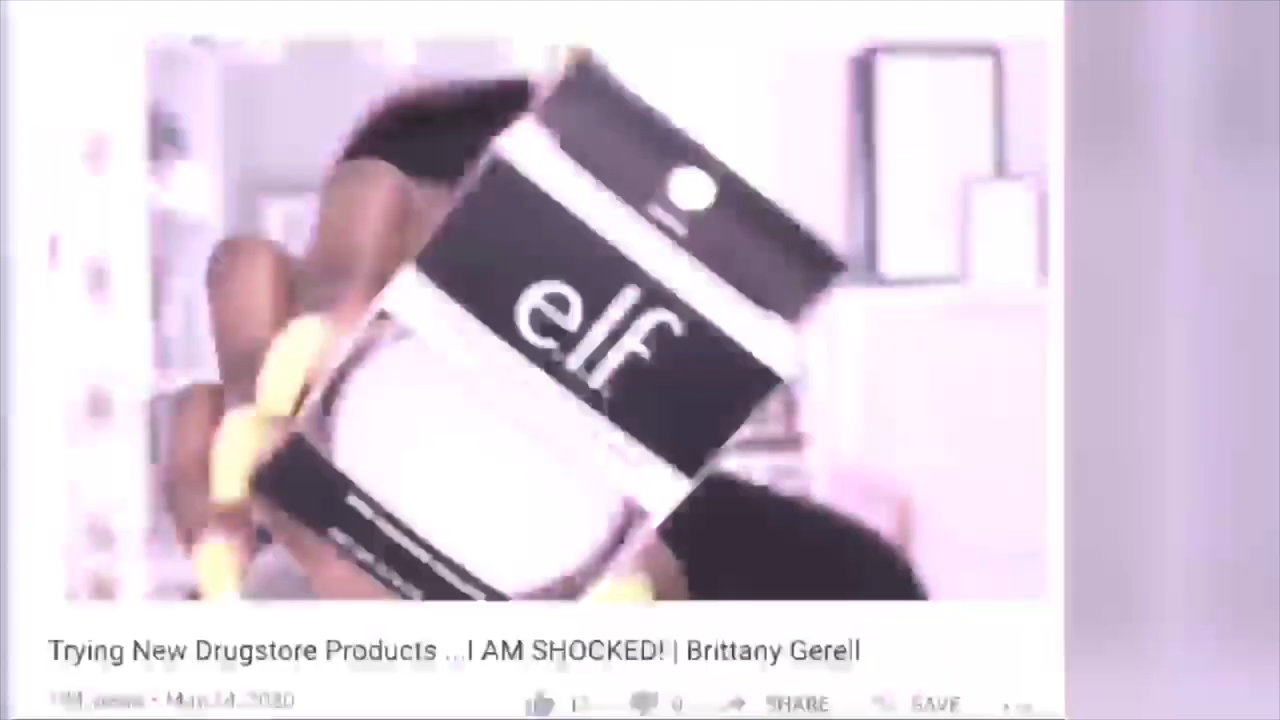 elf
Trying New Drugstore Products ...I AM SHOCKED! | Brittany Gerell
SHARE SAVE